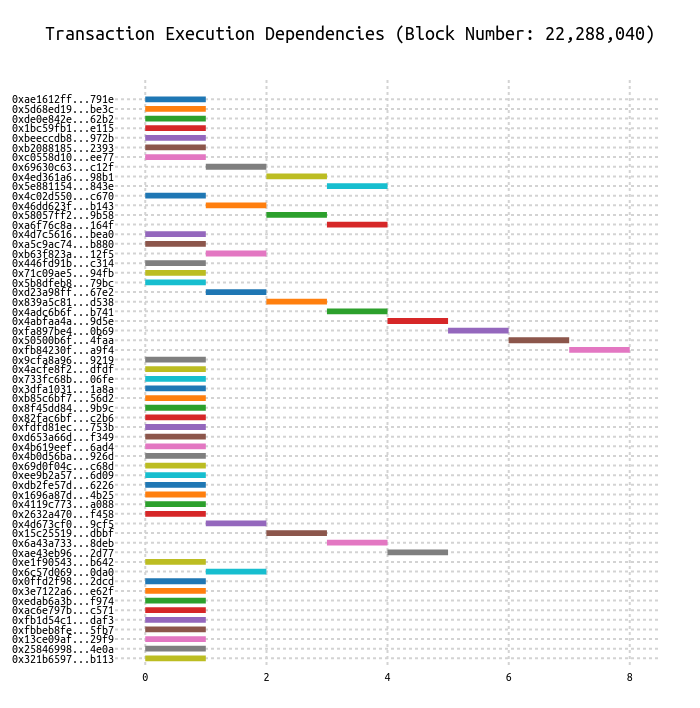 Transaction Execution Dependencies (Block Number: 22,288,040)
0xae1612ff...791e
0x5d68ed19...be3c
0xde0e842e...62b2
0x1bc59fb1...e115
0xbeeccdb8...972b
0xb2088185...2393
0xc0558d10...ee77
0x69630c63...c12f
0x4ed361a6...98b1
0x5e881154...843e
0x4c02d550...c670
0x46dd623f...b143
0x58057ff2...9b58
0xa6f76c8a...164f
0x4d7c5616...bea0
0xa5c9ac74...b880
0xb63f823a...12f5
0x446fd91b...c314
0x71c09ae5...94fb
0x5b8dfeb8...79bc
0xd23a98ff...67e2
0x839a5c81...d538
0x4adc6b6f...b741
0x4abfaa4a...9d5e
0xfa897be4...0b69
0x50500b6f...4faa
0xfb84230f...a9f4
0x9cfa8a96...9219
0x4acfe8f2...dfdf
0x733fc68b...06fe
0x3dfa1031...1a8a
0xb85c6bf7...56d2
0x8f45dd84...9b9c
0x82fac6bf...c2b6
0xfdfd81ec...753b
0xd653a66d...f349
0x4b619eef...6ad4
0x4b0d56ba...926d
0x69d0f04c...c68d
0xee9b2a57...6d09
0xdb2fe57d...6226
0x1696a87d...4b25
0x4119c773...a088
0x2632a470...f458
0x4d673cf0...9cf5
0x15c25519...dbbf
0x6a43a733...8deb
0xae43eb96...2d77
0xe1f90543...b642
0x6c57d069...0da0
0x0ffd2f98...2dcd
0x3e7122a6...e62f
0xedab6a3b...f974
0xac6e797b...c571
0xfb1d54c1...daf3
0xfbbeb8fe...5fb7
0x13ce09af...29f9
0x25846998...4e0a
0x321b6597...b113
0 2 4 6 8